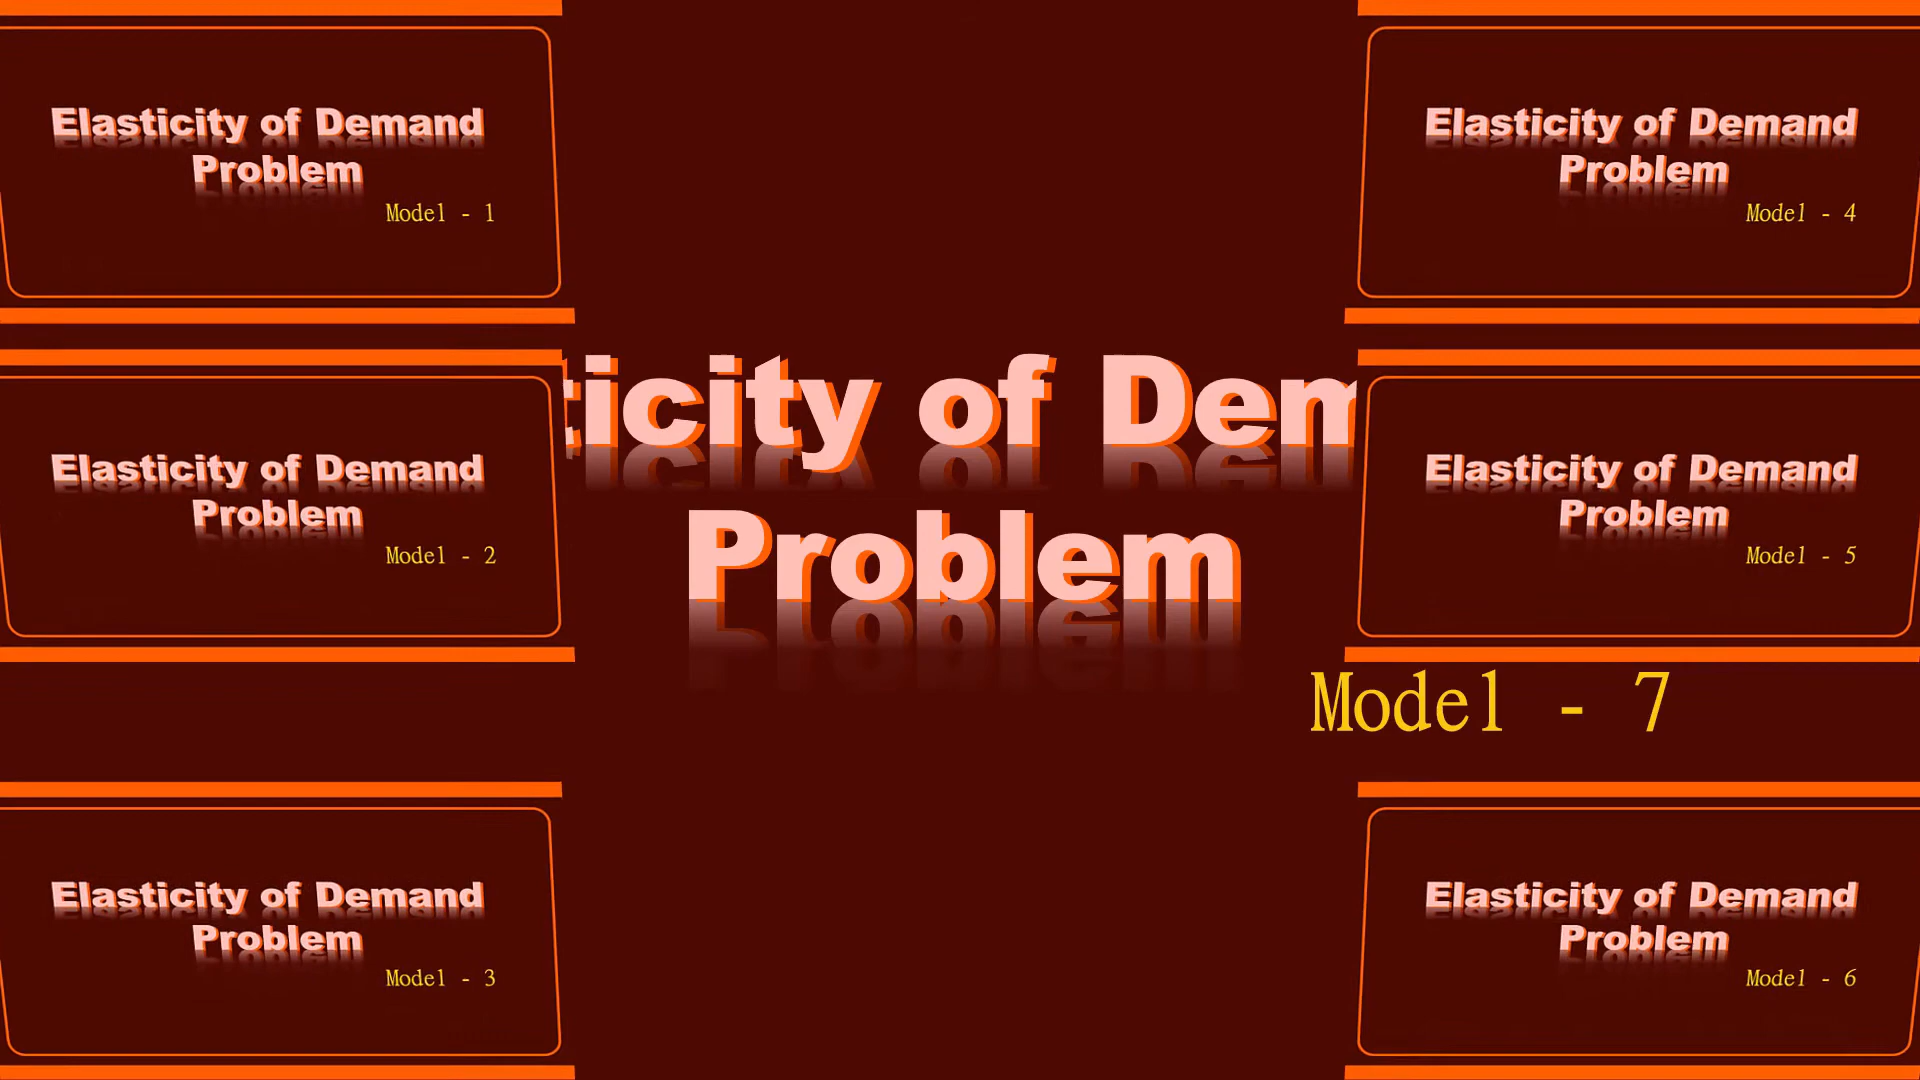 Elasticity of Demand
Problem
Model - 1
Elasticity of Demand
Problem
Model - 2
Elasticity of Demand
Problem
Model - 3
ticity of Dem
Problem
Model - 7
Elasticity of Demand
Problem
Model - 4
Elasticity of Demand
Problem
Model - 5
Elasticity of Demand
Problem
Model - 6